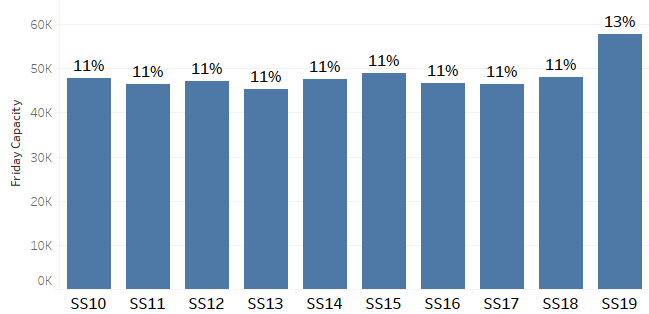 60K
50K
40K
30K
20K
10K
0K
Friday Capacity
11% 11% 11% 11% 11% 11% 11% 11% 11% 13%
SS10 SS11 SS12 SS13 SS14 SS15 SS16 SS17 SS18 SS19